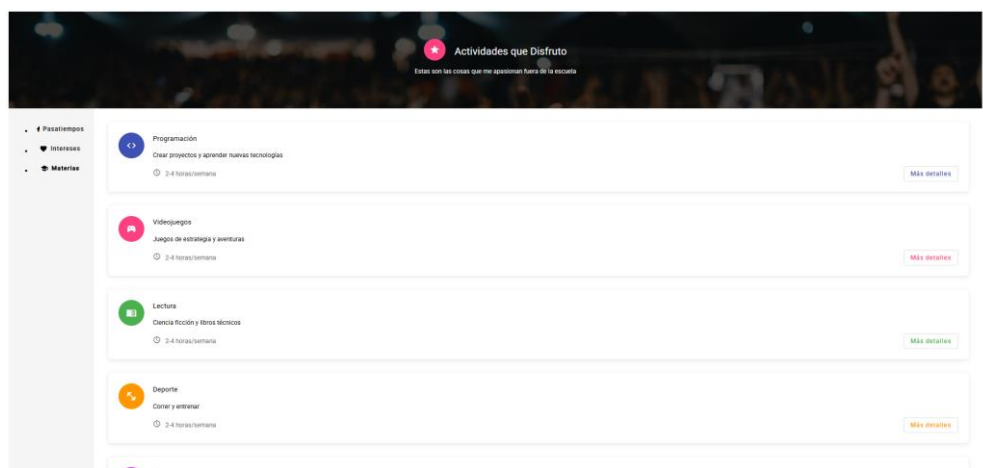 Actividades que Disfruto
Estas son las cosas que me apasionan fuera de la escuela
Pasatiempos
Intereses
Materias
Programación
Crear proyectos y aprender nuevas tecnologías
2-4 horas/semana
Más detalles
Videojuegos
Juegos de estrategia y aventuras
2-4 horas/semana
Más detalles
Lectura
Ciencia ficción y libros técnicos
2-4 horas/semana
Más detalles
Deporte
Correr y entrenar
2-4 horas/semana
Más detalles